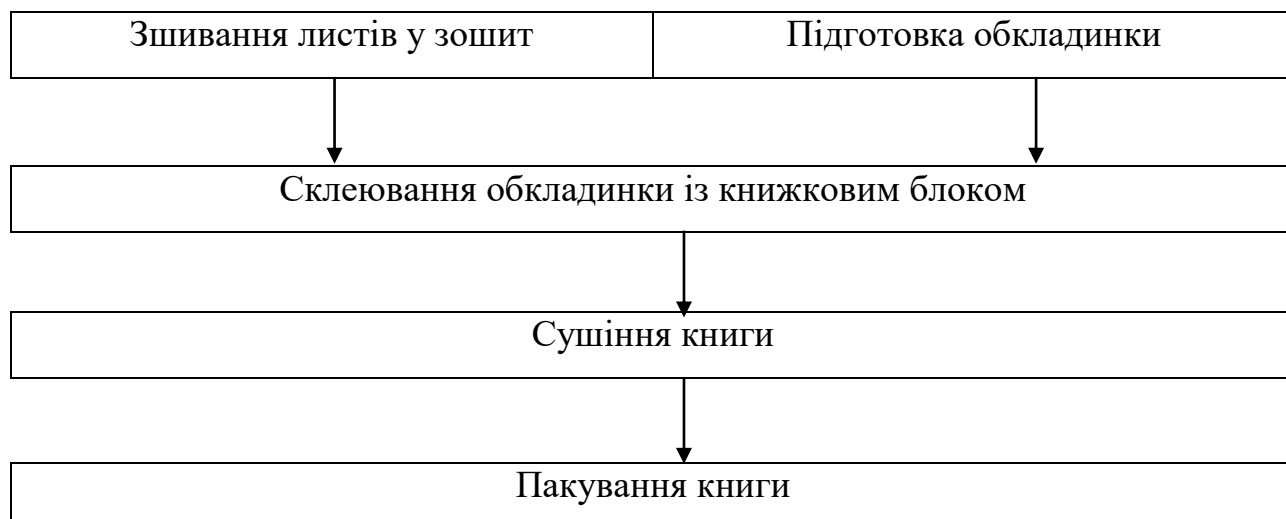 Зшивання листів у зошит
Підготовка обкладинки
Склеювання обкладинки із книжковим блоком
Сушіння книги
Пакування книги